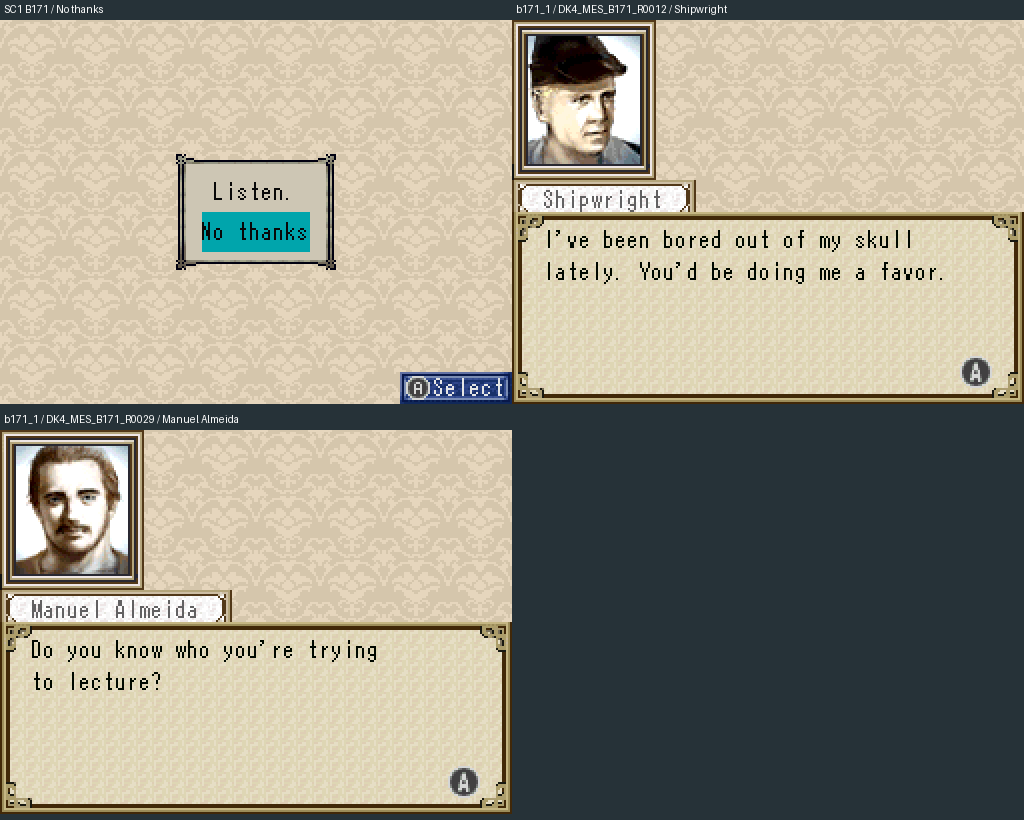 SC1 B171 / No thanks
Listen.
No thanks
A Select
b171_1 / DK4_MES_B171_R0012 / Shipwright
Shipwright
I've been bored out of my skull
lately. You'd be doing me a favor.
A
b171_1 / DK4_MES_B171_R0029 / Manuel Almeida
Manuel Almeida
Do you know who you're trying
to lecture?
A